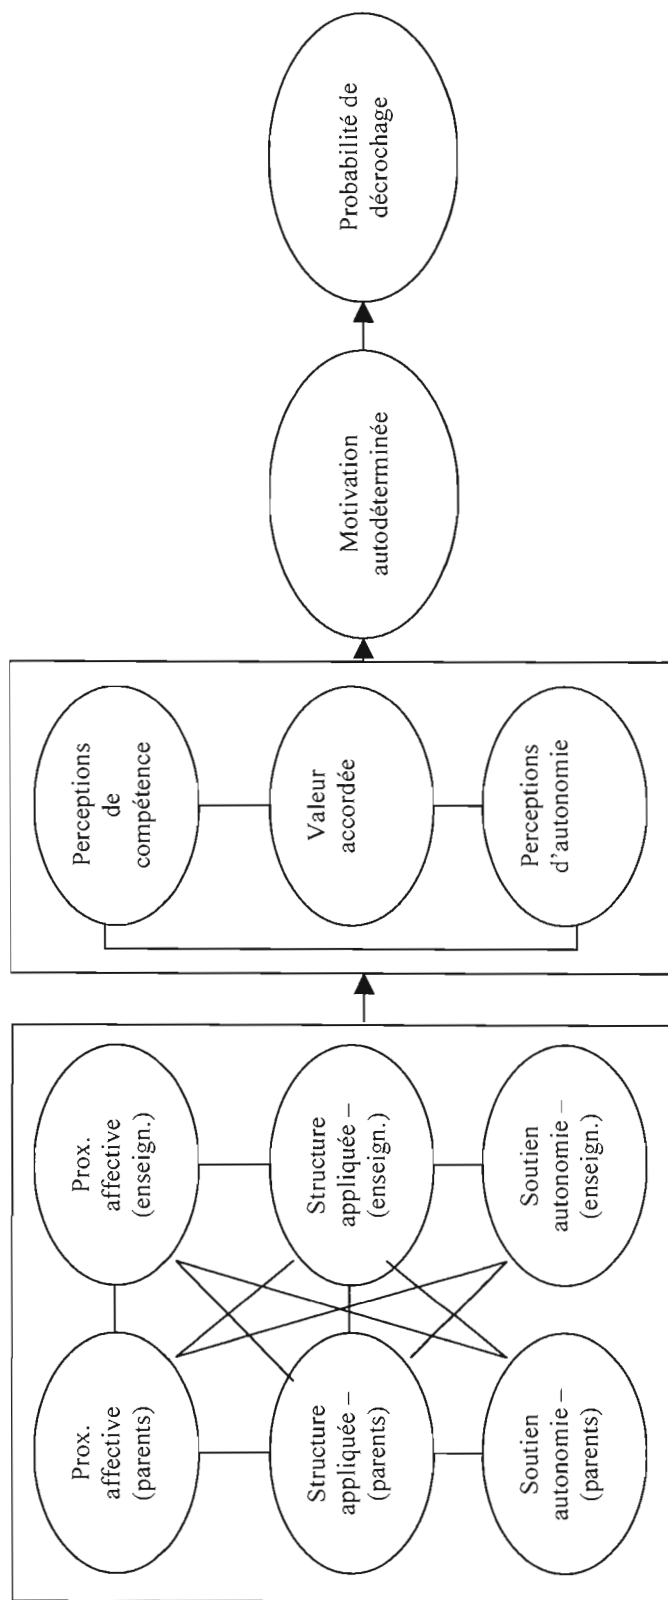 Prox.
affective
(parents)
Prox.
affective
(enseign.)
Structure
appliquée –
(parents)
Structure
appliquée –
(enseign.)
Soutien
autonomie –
(parents)
Soutien
autonomie –
(enseign.)
Perceptions
de
compétence
Valeur
accordée
Perceptions
d'autonomie
Motivation
autodéterminée
Probabilité de
décrochage